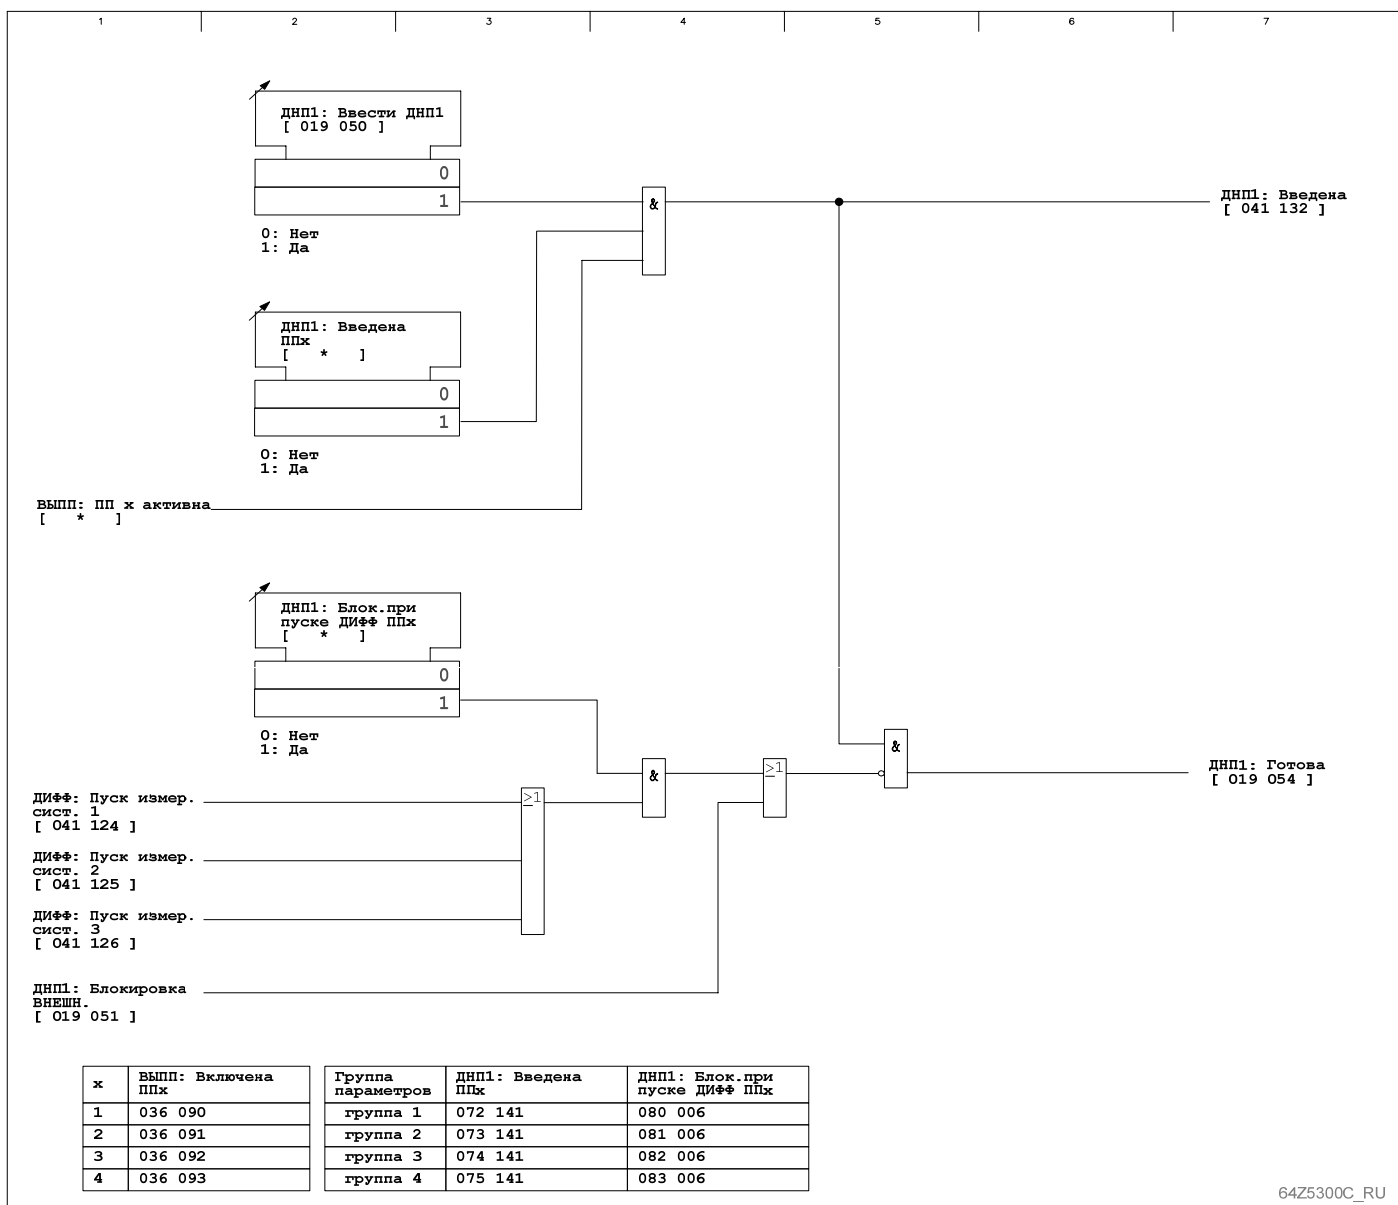 1 2 3 4 5 6 7
ДНП1: Ввести ДНП1
[ 019 050 ]
0
1
0: Нет
1: Да
&
ДНП1: Введена
[ 041 132 ]
ДНП1: Введена
ППх
[ * ]
0
1
0: Нет
1: Да
ВЫПП: ПП х активна
[ * ]
ДНП1: Блок.при
пуске ДИФФ ППх
[ * ]
0
1
0: Нет
1: Да
&
&
≥1
ДНП1: Готова
[ 019 054 ]
ДИФФ: Пуск измер.
сист. 1
[ 041 124 ]
≥1
ДИФФ: Пуск измер.
сист. 2
[ 041 125 ]
ДИФФ: Пуск измер.
сист. 3
[ 041 126 ]
ДНП1: Блокировка
ВНЕШН.
[ 019 051 ]
х ВЫПП: Включена
ППх
1 036 090
2 036 091
3 036 092
4 036 093
Группа
параметров ДНП1: Введена
ППх ДНП1: Блок.при
пуске ДИФФ ППх
группа 1 072 141 080 006
группа 2 073 141 081 006
группа 3 074 141 082 006
группа 4 075 141 083 006
64Z5300C_RU